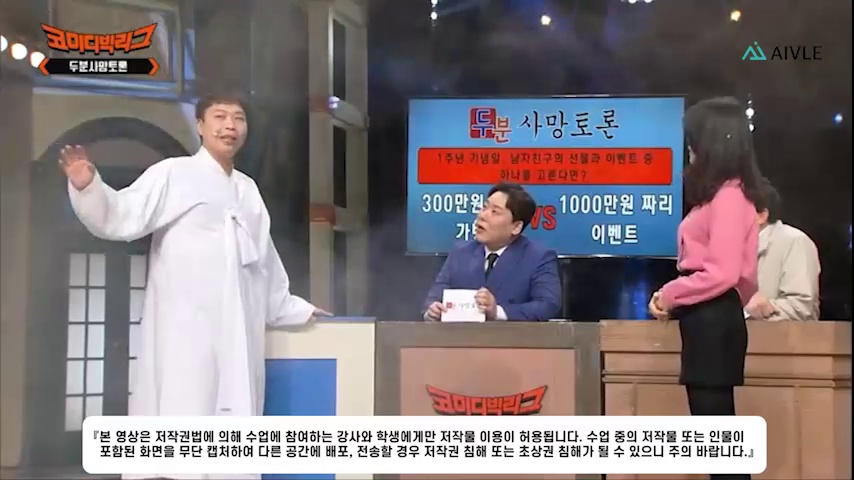 코미디빅리그
두분사망토론
AIVLE
두분 사망토론
1주년 기념일, 남자친구의 선물과 이벤트 중
하나를 고른다면?
300만원
VS
1000만원 짜리
이벤트
두분 사망토론
코미디빅리그
『본 영상은 저작권법에 의해 수업에 참여하는 강사와 학생에게만 저작물 이용이 허용됩니다. 수업 중의 저작물 또는 인물이
포함된 화면을 무단 캡처하여 다른 공간에 배포, 전송할 경우 저작권 침해 또는 초상권 침해가 될 수 있으니 주의 바랍니다.』